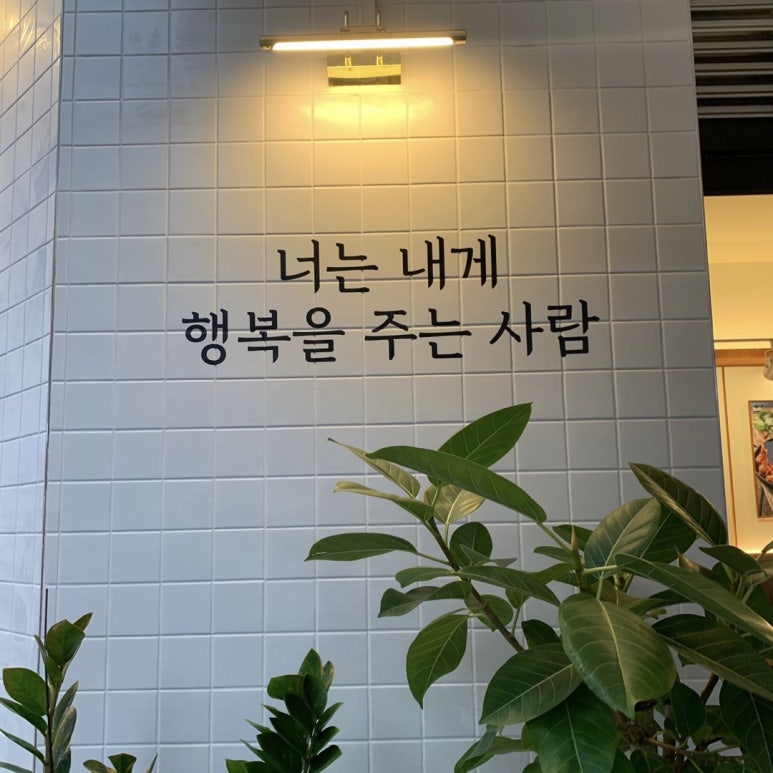 너는 내게
행복을 주는 사람